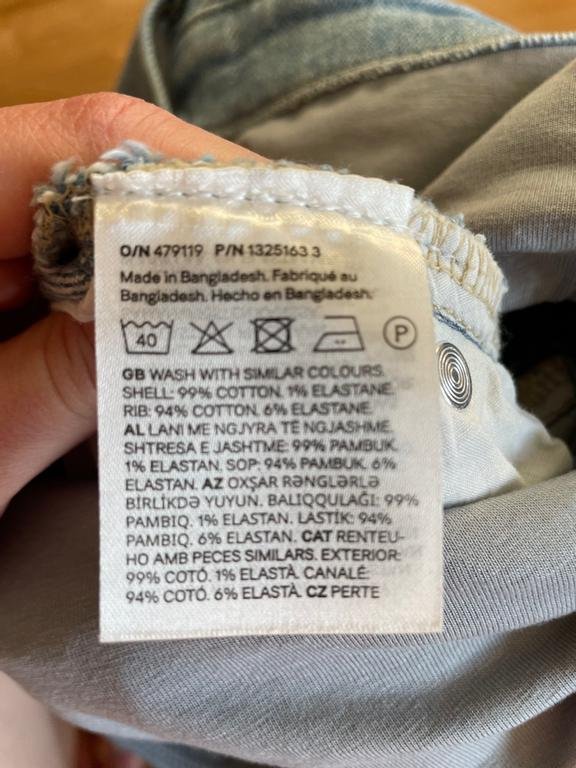 O/N 479119 P/N 1325163 3
Made in Bangladesh. Fabriqué au
Bangladesh. Hecho en Bangladesh.
40 P
GB WASH WITH SIMILAR COLOURS.
SHELL: 99% COTTON. 1% ELASTANE.
RIB: 94% COTTON. 6% ELASTANE.
AL LANI ME NGJYRA TË NGJASHME.
SHTRESA E JASHTME: 99% PAMBUK.
1% ELASTAN. SOP: 94% PAMBUK. 6%
ELASTAN. AZ OXŞAR RƏNGLƏRLƏ
BİRLİKDƏ YUYUN. BALIQQULAĞI: 99%
PAMBIQ. 1% ELASTAN. LASTİK: 94%
PAMBIQ. 6% ELASTAN. CAT RENTEU-
HO AMB PECES SIMILARS. EXTERIOR:
99% COTÓ. 1% ELASTÀ. CANALÉ:
94% COTÓ. 6% ELASTÀ. CZ PERTE